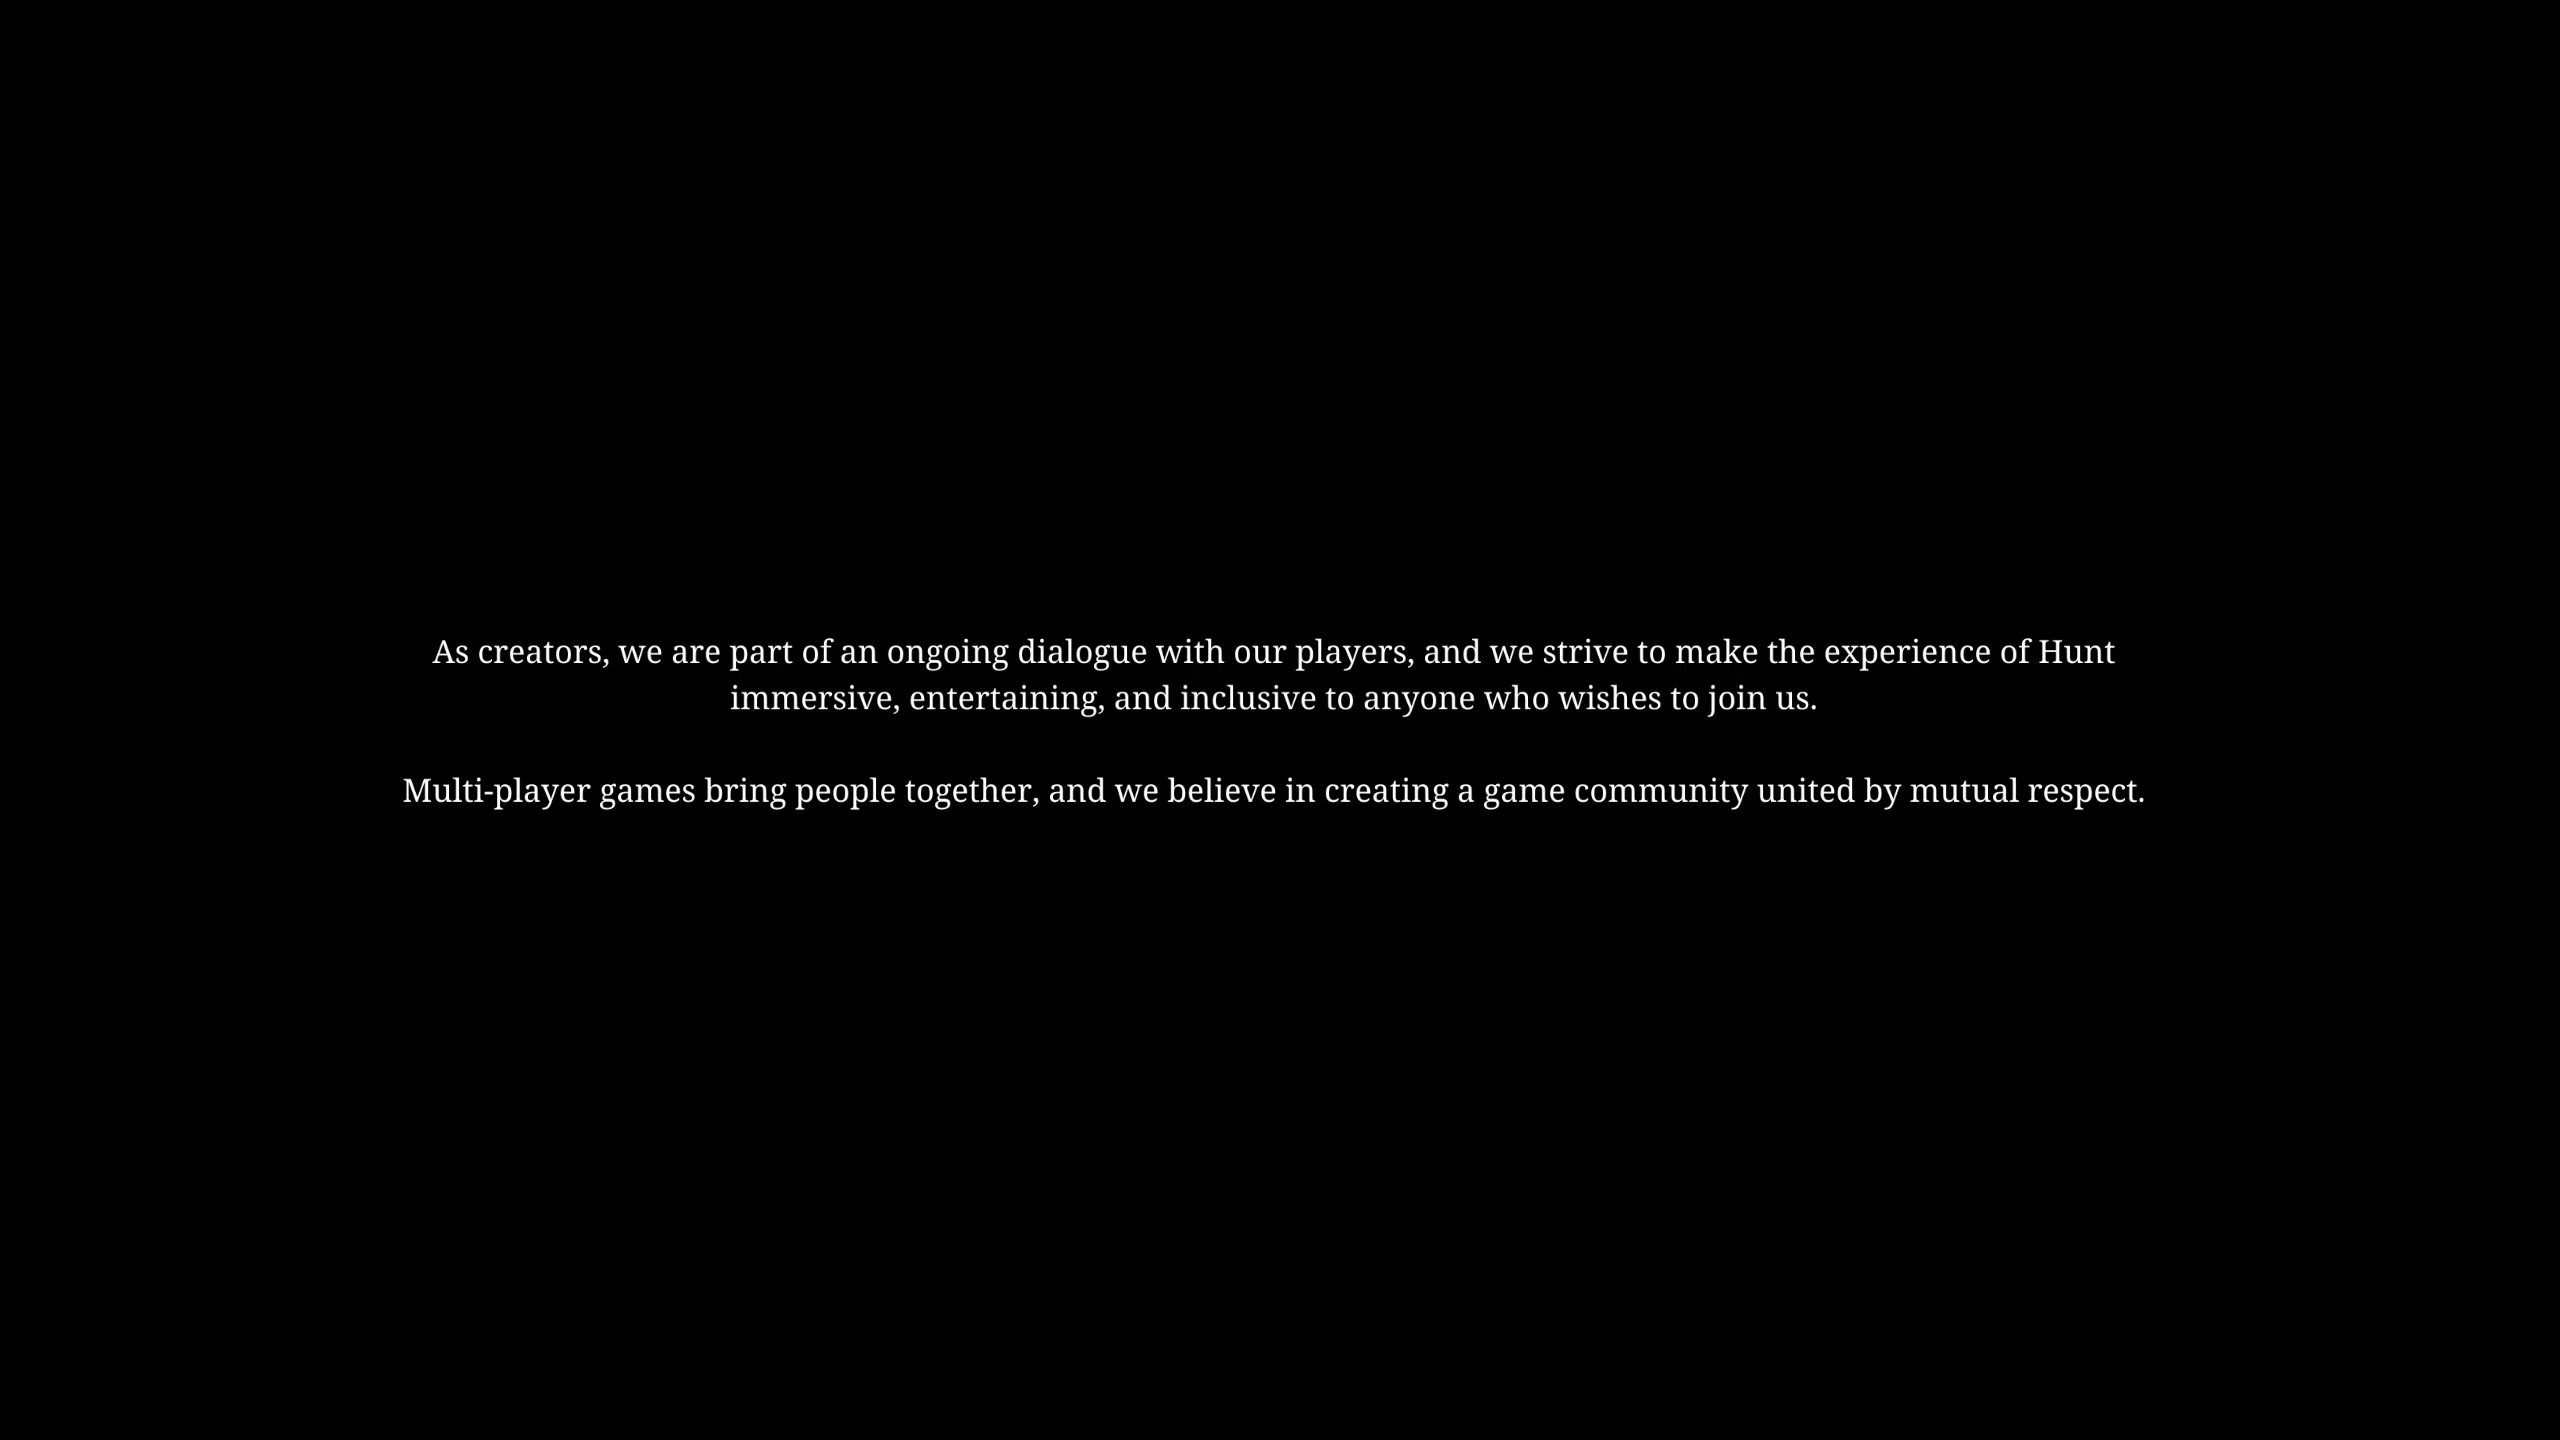 As creators, we are part of an ongoing dialogue with our players, and we strive to make the experience of Hunt
immersive, entertaining, and inclusive to anyone who wishes to join us.
Multi-player games bring people together, and we believe in creating a game community united by mutual respect.